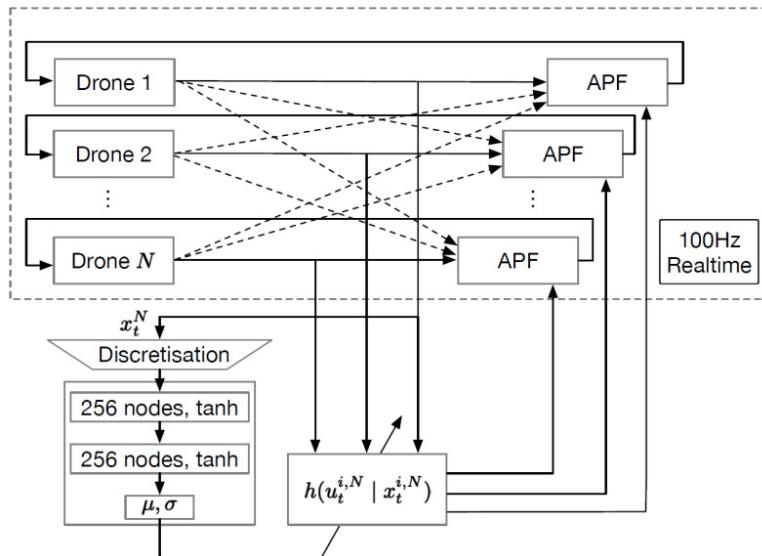 Drone 1
APF
Drone 2
APF
⋮
⋮
Drone N
APF
100Hz
Realtime
x_t^N
Discretisation
256 nodes, tanh
256 nodes, tanh
μ, σ
h(u_t^{i,N} | x_t^{i,N})